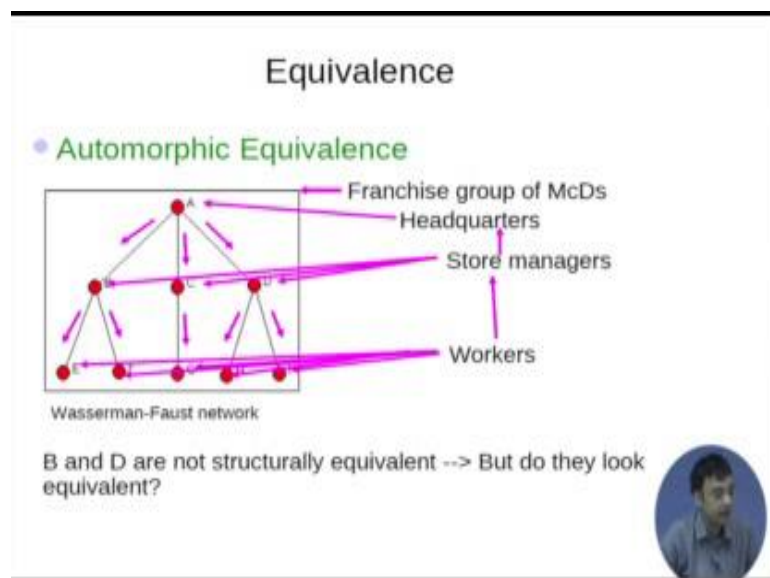 Equivalence
Automorphic Equivalence
Franchise group of McDs
A
Headquarters
Store managers
C
Workers
E
Wasserman-Faust network
B and D are not structurally equivalent --> But do they look
equivalent?